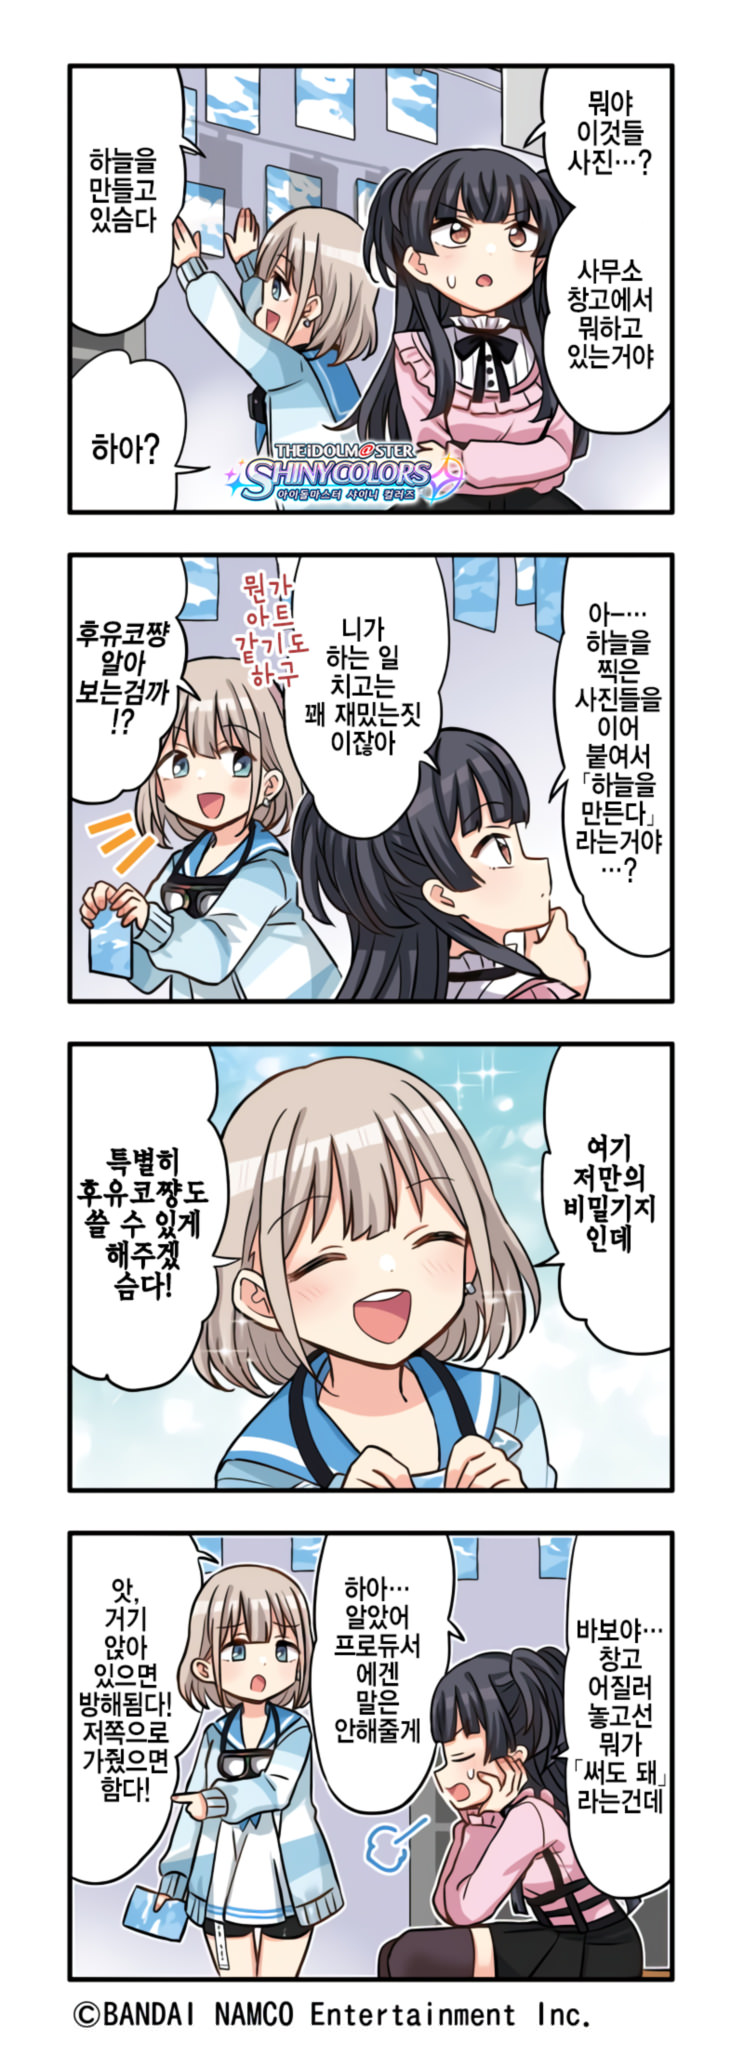 뭐야
이것들
사진…?
사무소
창고에서
뭐하고
있는거야
하늘을
만들고
있슴다
하아?
THE IDOLM@STER
SHINYCOLORS
아이돌마스터 샤이니 컬러즈
아―…
하늘을
찍은
사진들을
이어
붙여서
「하늘을
만든다」
라는거야
…?
니가
하는 일
치고는
꽤 재밌는짓
이잖아
뭔가
아트
같기도
하구
후유코쨩
알아
보는검까
!?
여기
저만의
비밀기지
인데
특별히
후유코쨩도
쓸 수 있게
해주겠
슴다!
바보야…
창고
어질러
놓고선
뭐가
「써도 돼」
라는건데
하아…
알았어
프로듀서
에겐
말은
안해줄게
앗,
거기
앉아
있으면
방해됨다!
저쪽으로
가줬으면
함다!
©BANDAI NAMCO Entertainment Inc.